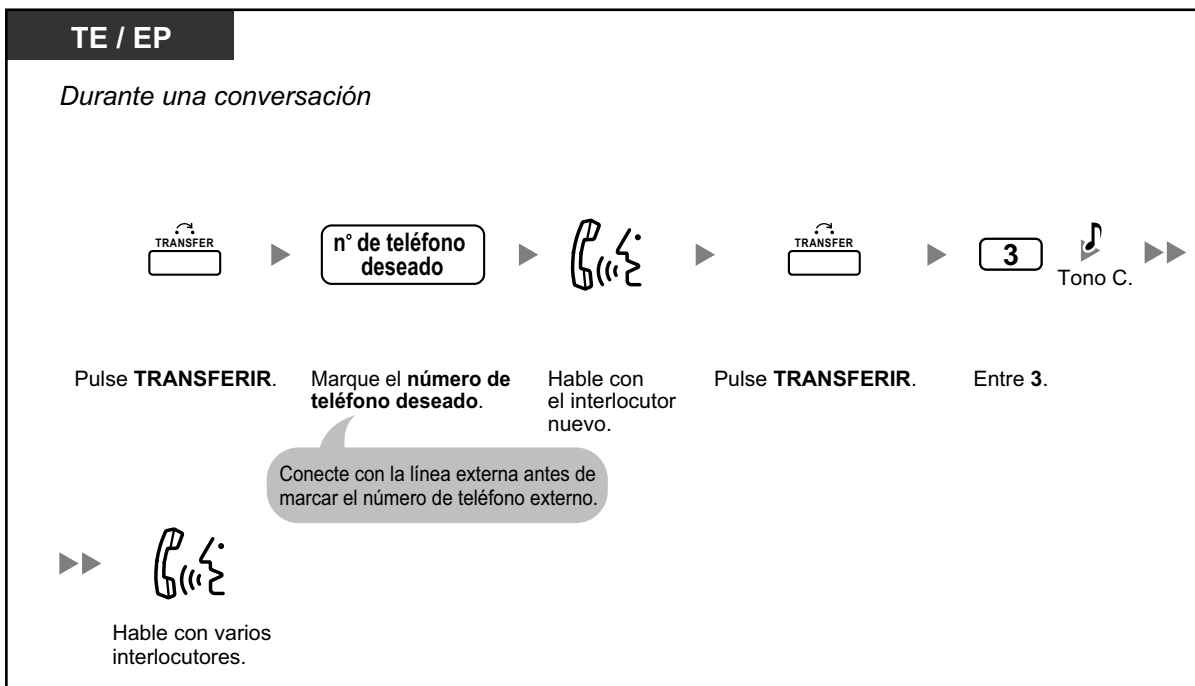 TE / EP
Durante una conversación
TRANSFER
n° de teléfono
deseado
TRANSFER
3
Tono C.
Pulse TRANSFERIR.
Marque el número de
teléfono deseado.
Hable con
el interlocutor
nuevo.
Pulse TRANSFERIR.
Entre 3.
Conecte con la línea externa antes de
marcar el número de teléfono externo.
Hable con varios
interlocutores.